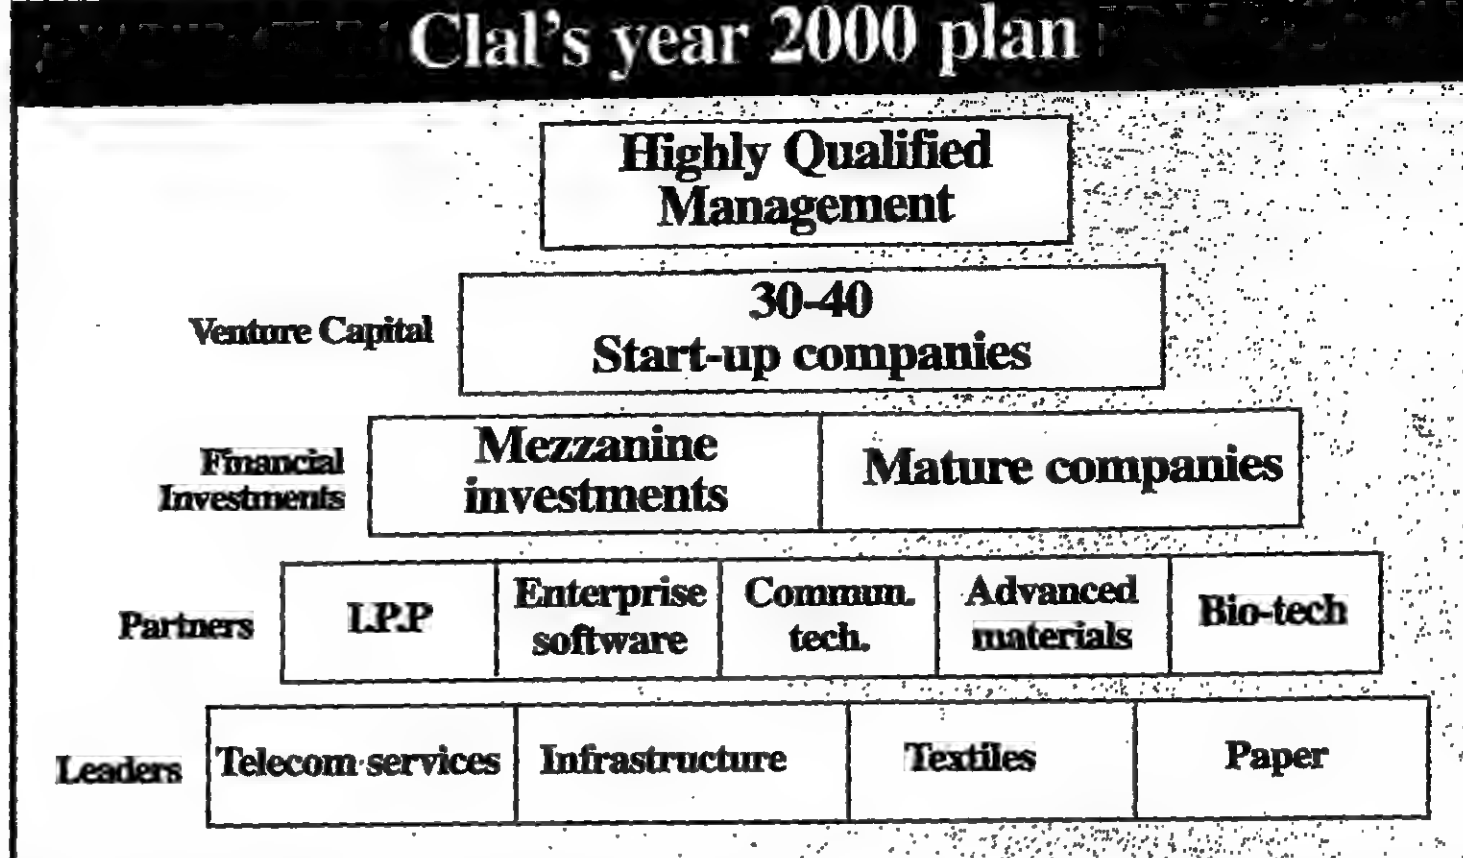 Clal's year 2000 plan
Highly Qualified
Management
Venture Capital
30-40
Start-up companies
Financial
Investments
Mezzanine
investments
Mature companies
Partners
I.P.P
Enterprise
software
Commun.
tech.
Advanced
materials
Bio-tech
Leaders
Telecom services
Infrastructure
Textiles
Paper